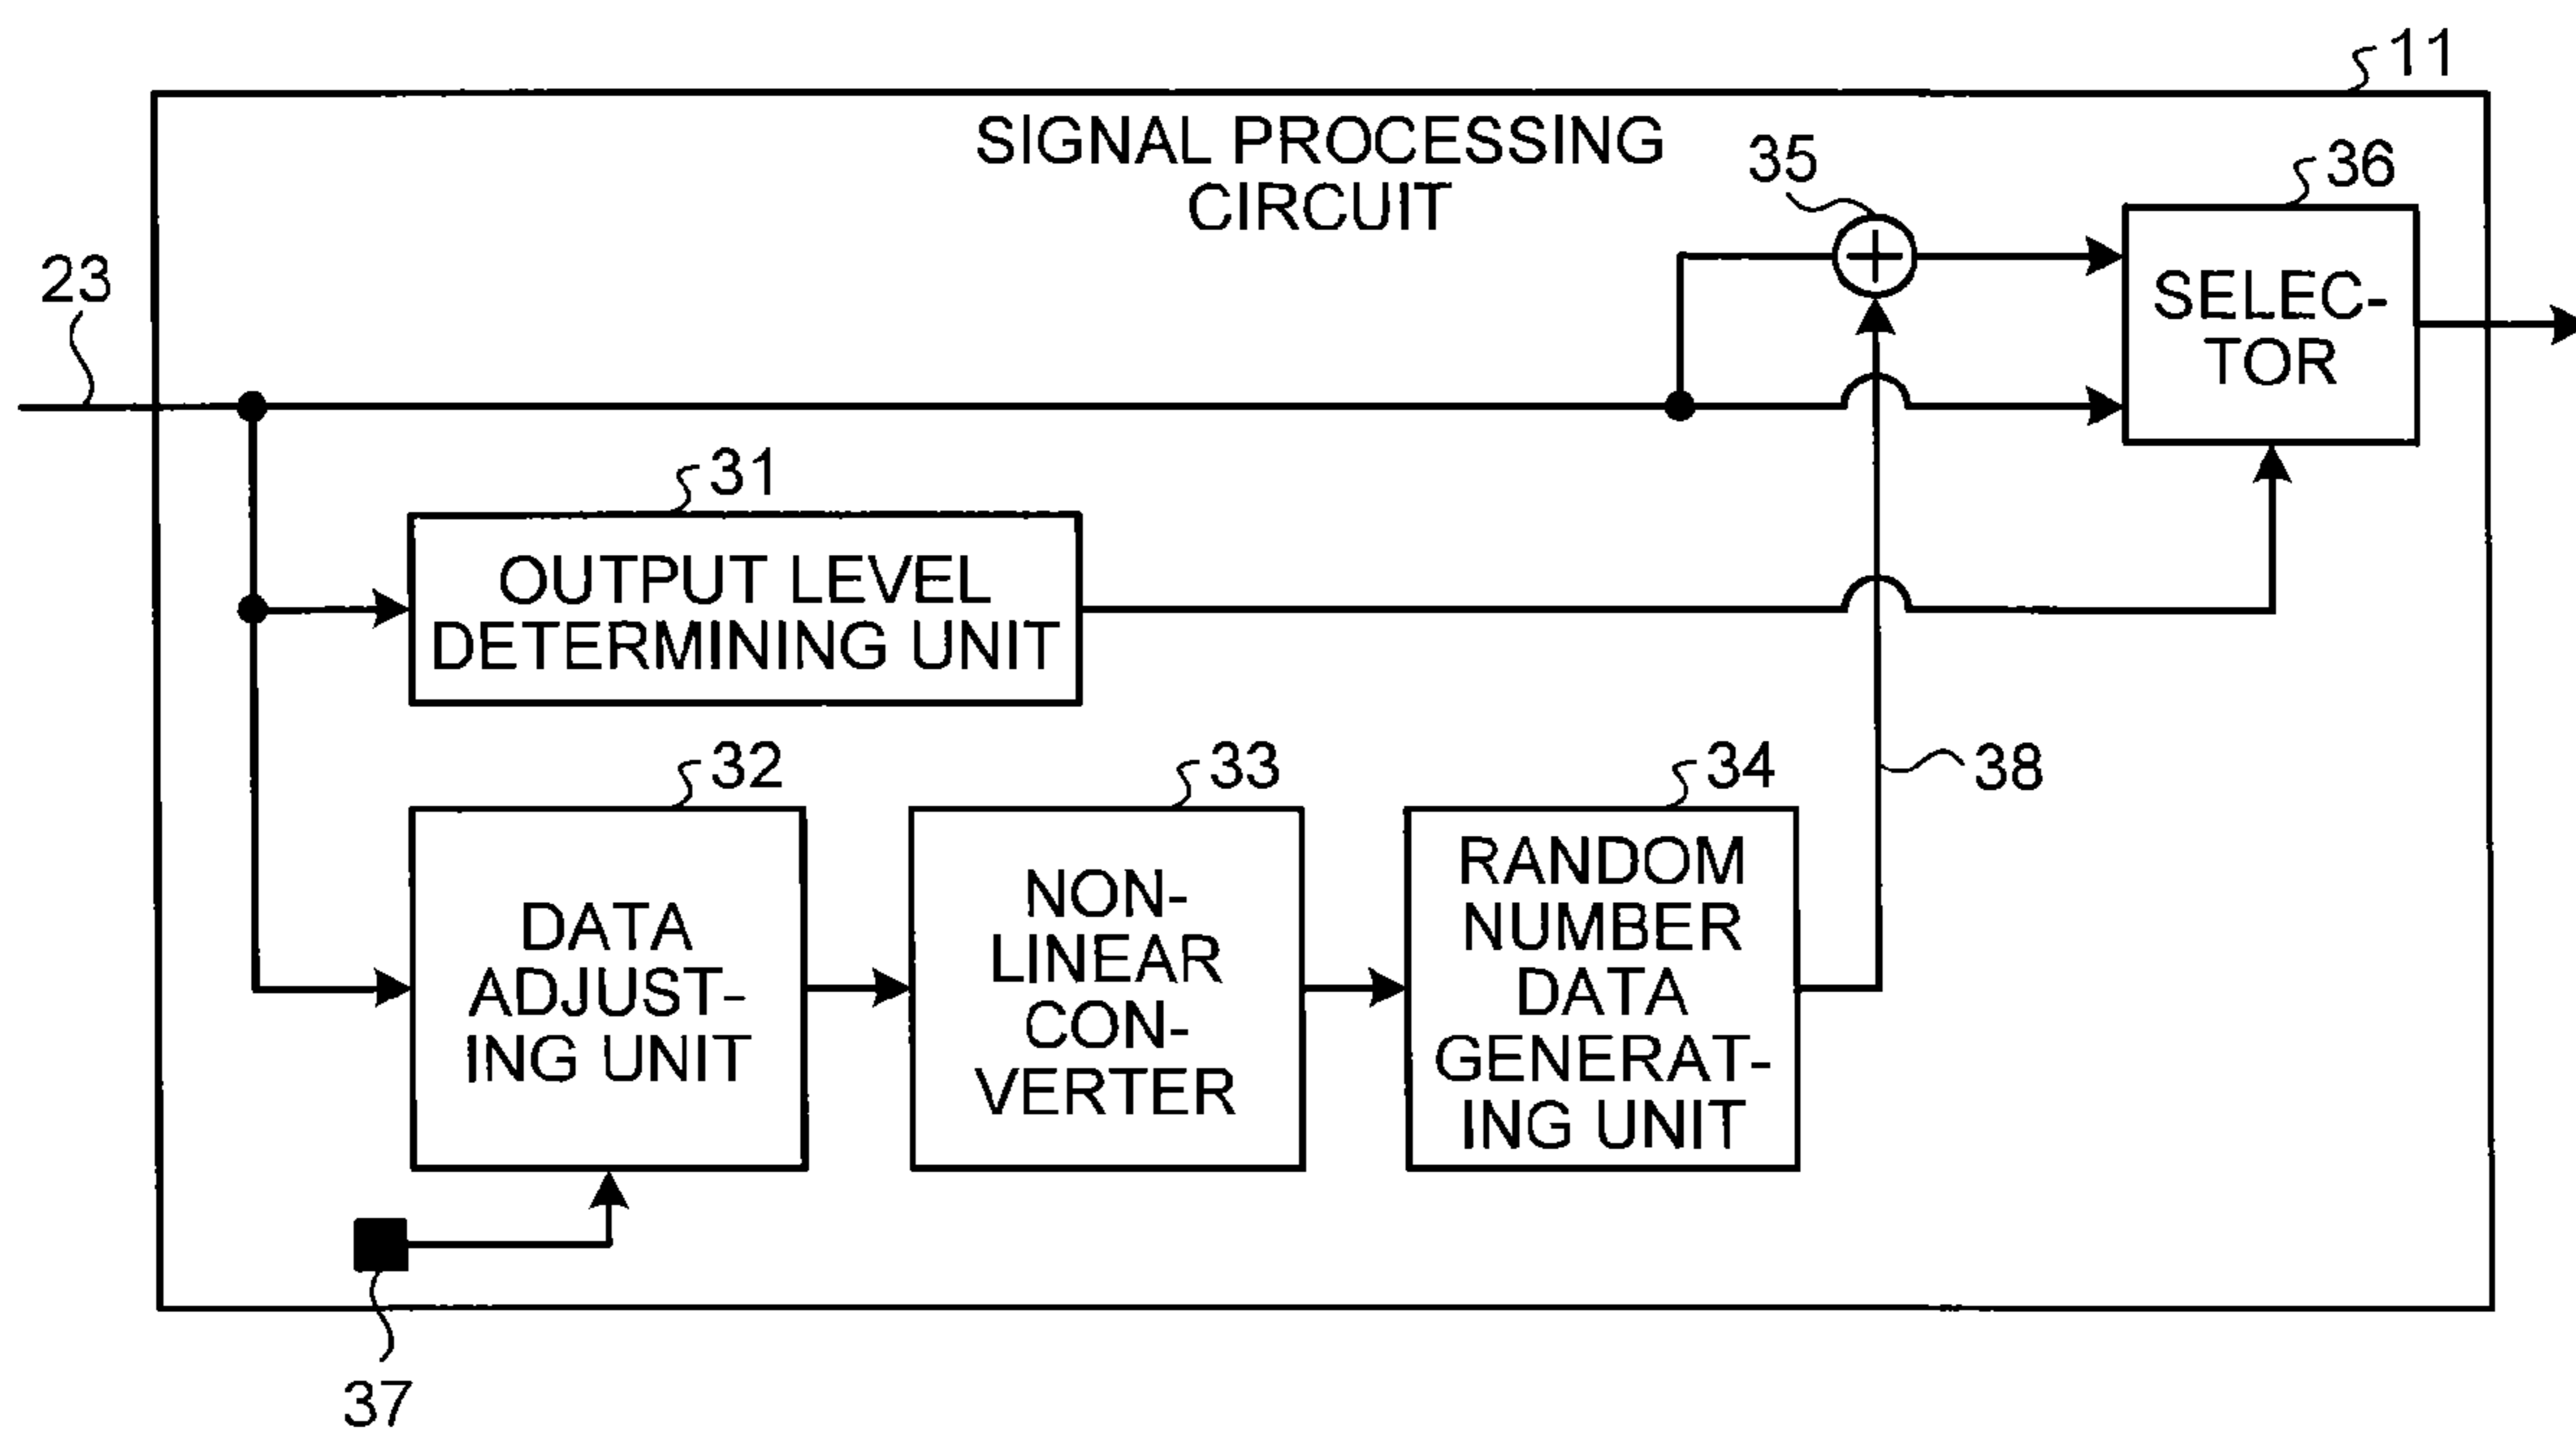 11
SIGNAL PROCESSING
CIRCUIT
35
36
23
SELEC-
TOR
31
OUTPUT LEVEL
DETERMINING UNIT
32
33
34
38
DATA
ADJUST-
ING UNIT
NON-
LINEAR
CON-
VERTER
RANDOM
NUMBER
DATA
GENERAT-
ING UNIT
37